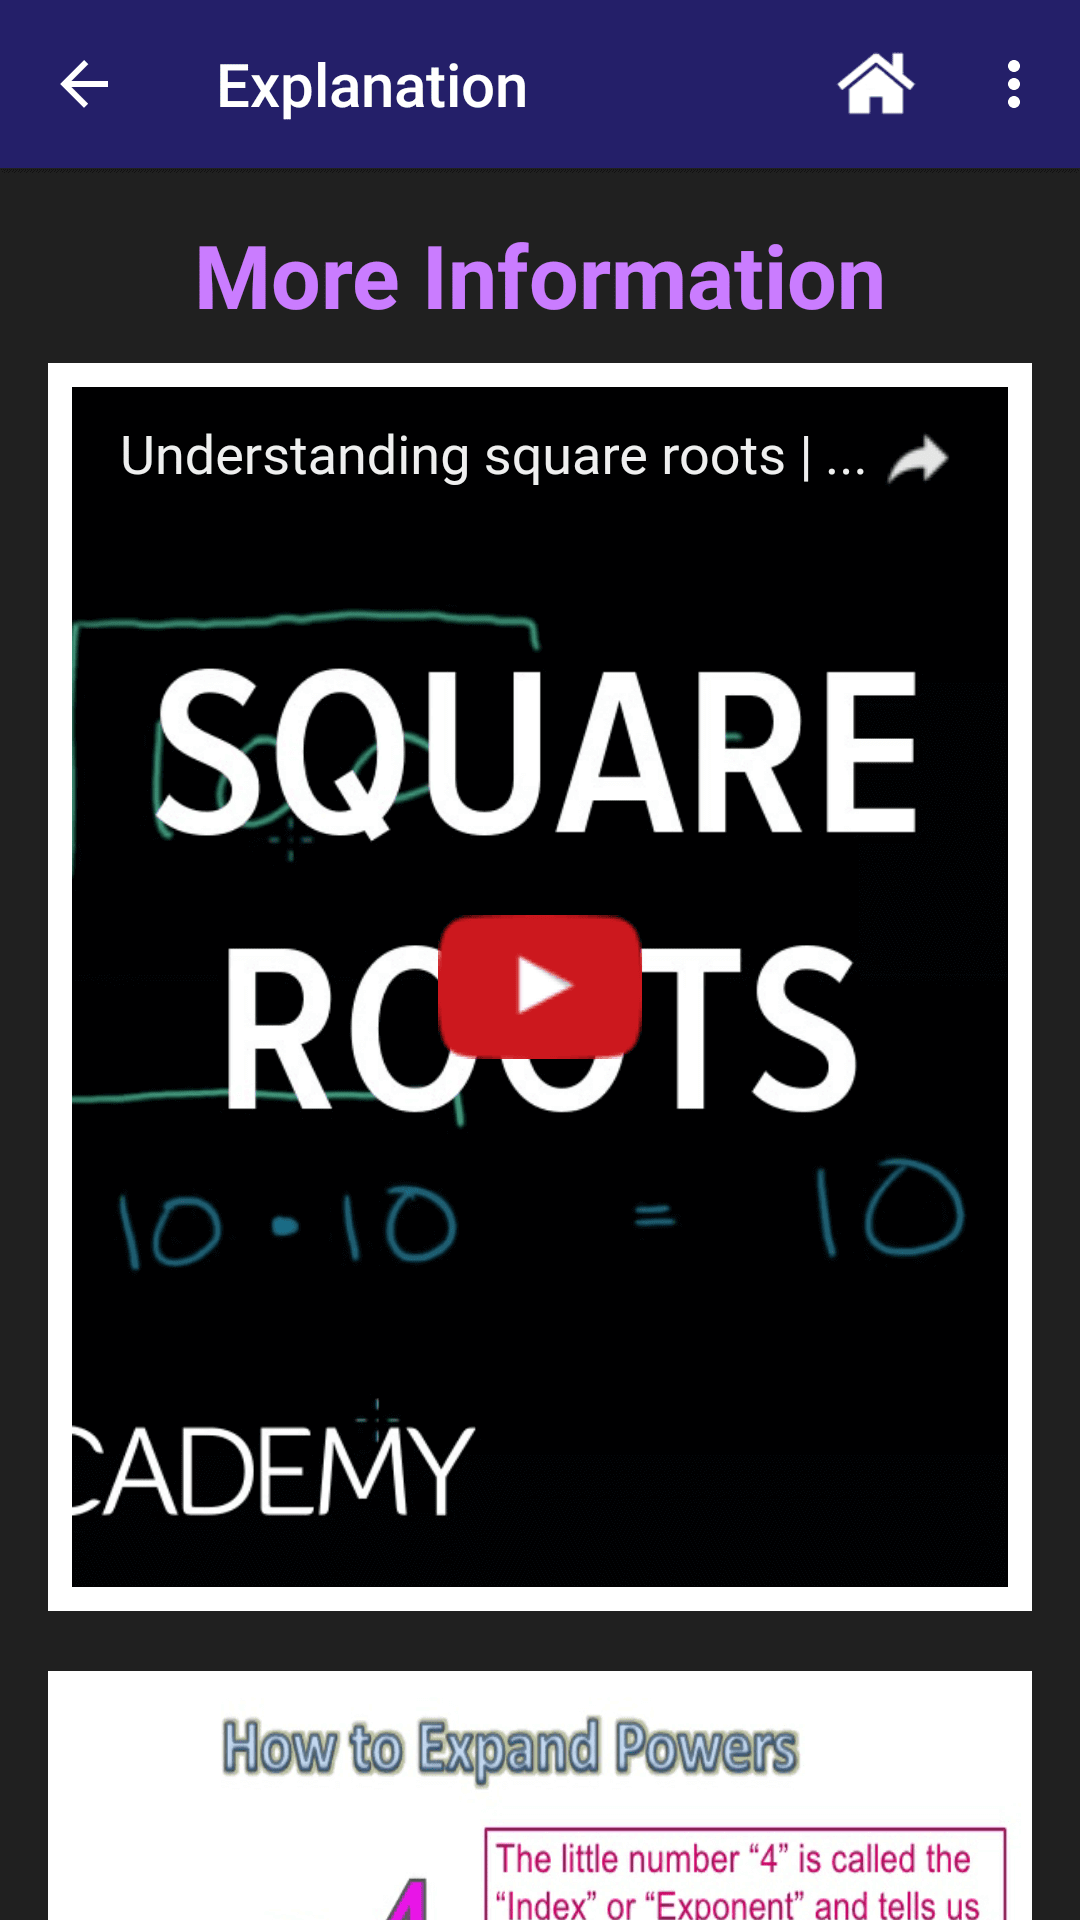 Explanation
More Information
Understanding square roots | ...
SQUARE
ROOTS
10 · 10 = 10
CADEMY
How to Expand Powers
The little number “4” is called the
4
“Index” or “Exponent” and tells us